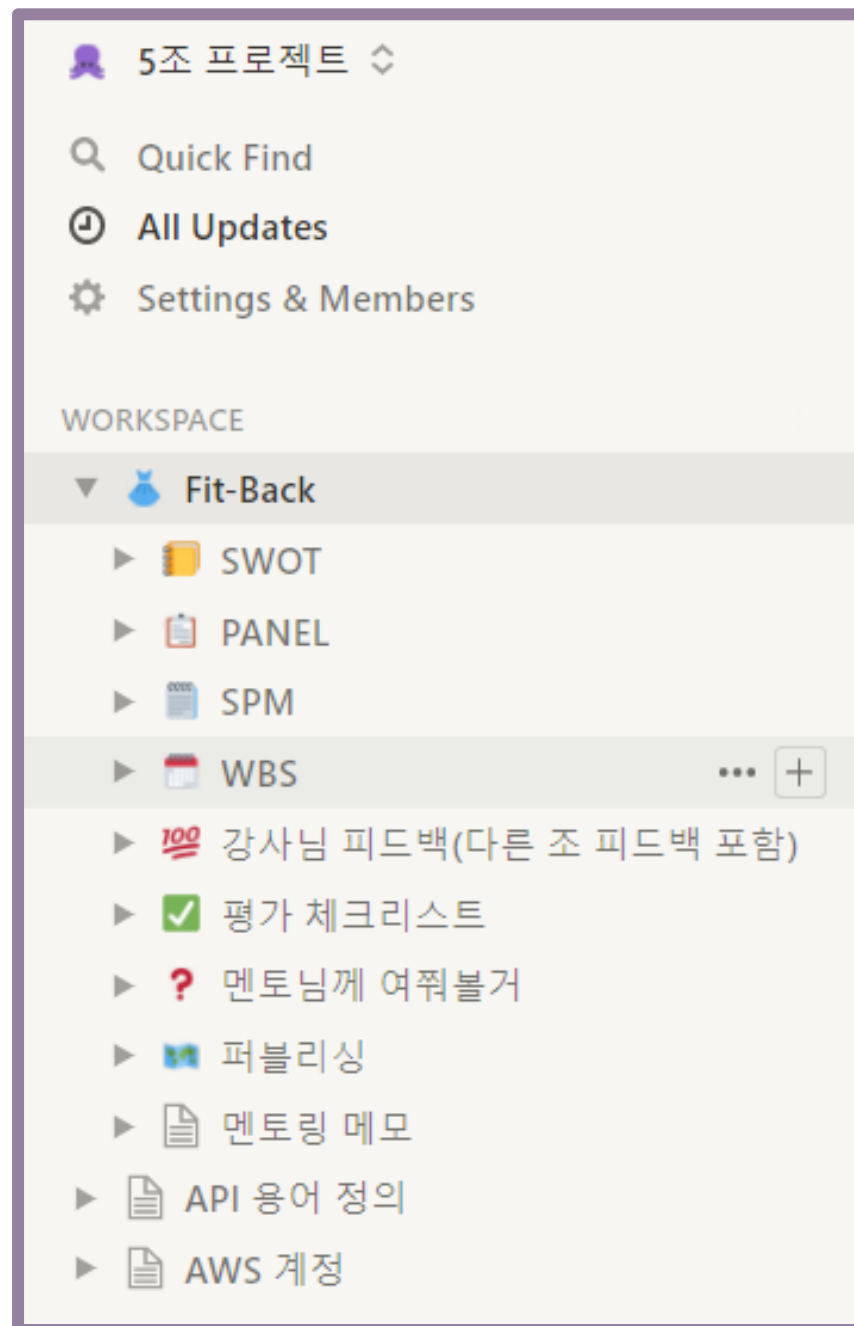 5조 프로젝트
Quick Find
All Updates
Settings & Members
WORKSPACE
Fit-Back
SWOT
PANEL
SPM
WBS
강사님 피드백(다른 조 피드백 포함)
평가 체크리스트
멘토님께 여쭤볼거
퍼블리싱
멘토링 메모
API 용어 정의
AWS 계정